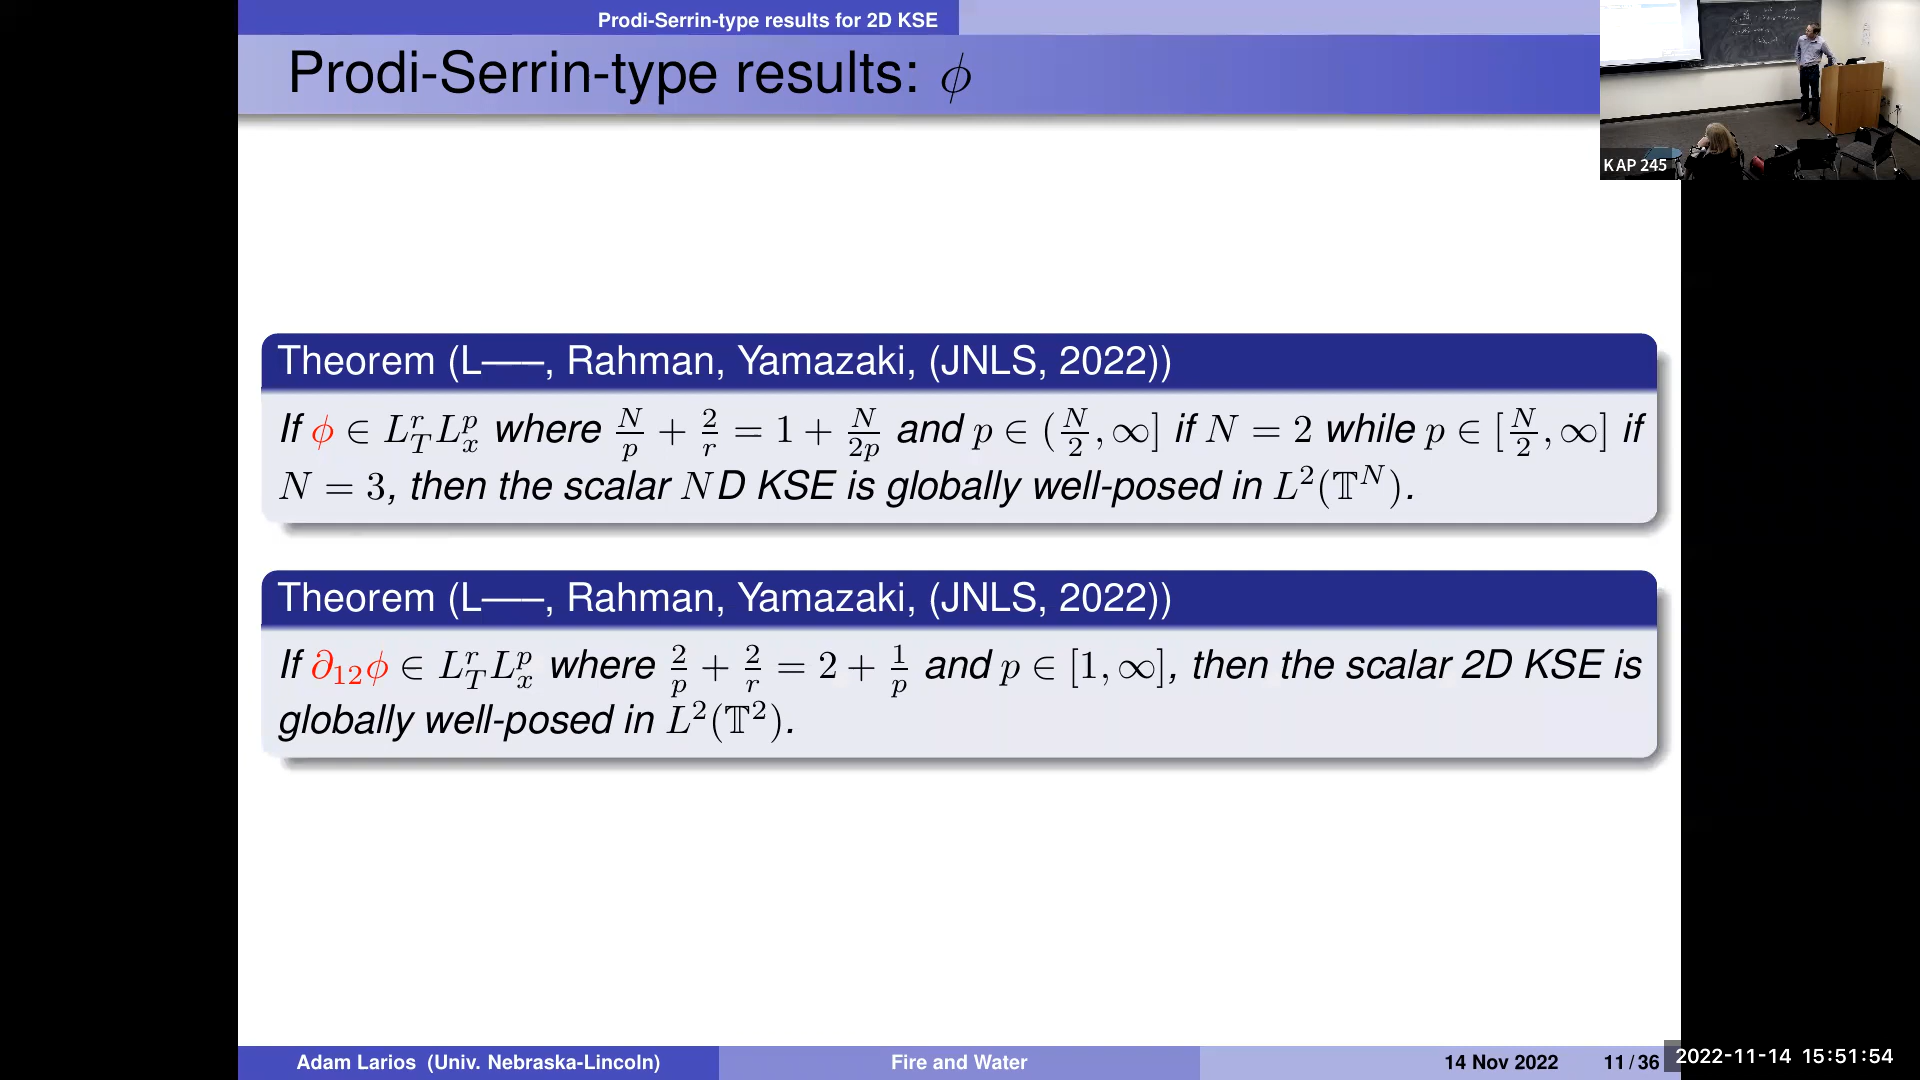 Prodi-Serrin-type results for 2D KSE
Prodi-Serrin-type results: ϕ
KAP 245
Theorem (L——, Rahman, Yamazaki, (JNLS, 2022))
If ϕ ∈ L^r_T L^p_x where N/p + 2/r = 1 + N/2p and p ∈ (N/2, ∞] if N = 2 while p ∈ [N/2, ∞] if
N = 3, then the scalar ND KSE is globally well-posed in L²(𝕋^N).
Theorem (L——, Rahman, Yamazaki, (JNLS, 2022))
If ∂₁₂ϕ ∈ L^r_T L^p_x where 2/p + 2/r = 2 + 1/p and p ∈ [1, ∞], then the scalar 2D KSE is
globally well-posed in L²(𝕋²).
Adam Larios (Univ. Nebraska-Lincoln)
Fire and Water
14 Nov 2022
11 / 36
2022-11-14 15:51:54